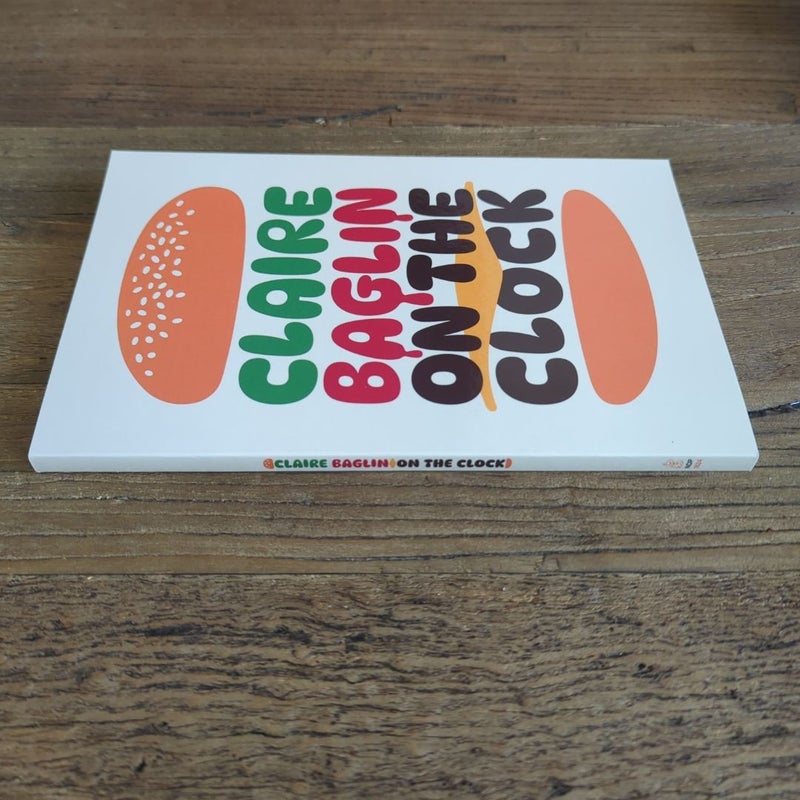 CLAIRE
BAGLIN
ON THE
CLOCK
CLAIRE BAGLIN ON THE CLOCK